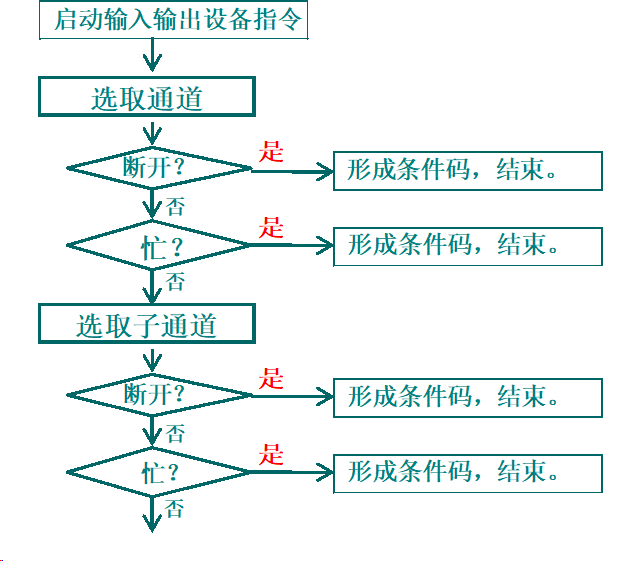 启动输入输出设备指令
选取通道
断开？
是
形成条件码，结束。
否
忙？
是
形成条件码，结束。
否
选取子通道
断开？
是
形成条件码，结束。
否
忙？
是
形成条件码，结束。
否